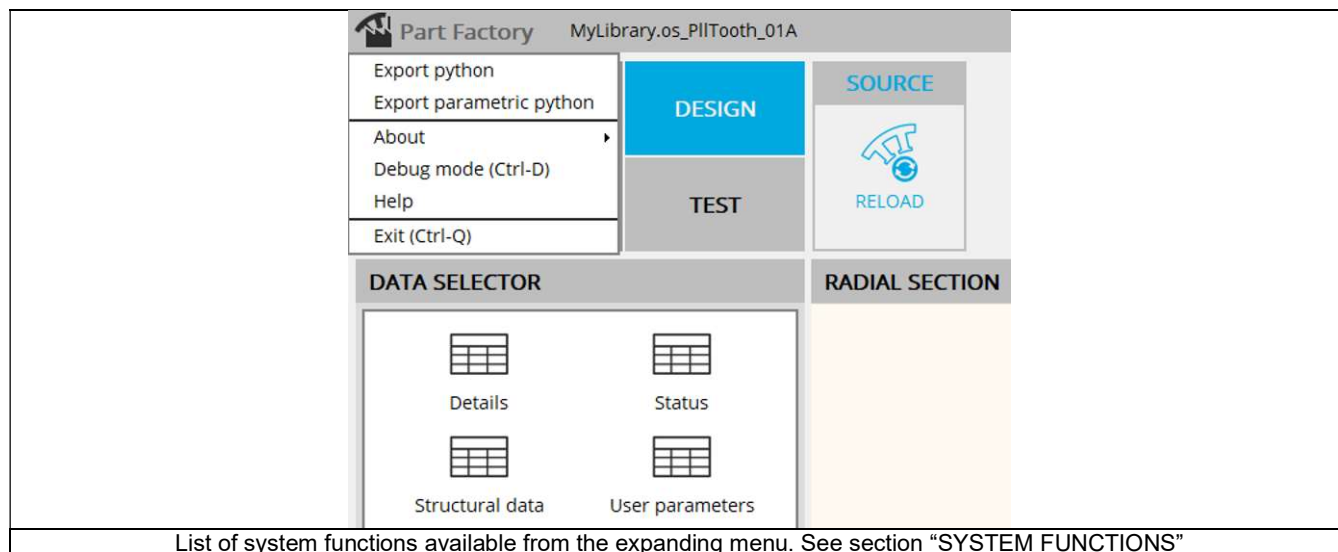 Part Factory MyLibrary.os_PllTooth_01A
Export python
Export parametric python
About
Debug mode (Ctrl-D)
Help
Exit (Ctrl-Q)
DESIGN
TEST
SOURCE
RELOAD
DATA SELECTOR
RADIAL SECTION
Details Status
Structural data User parameters
List of system functions available from the expanding menu. See section “SYSTEM FUNCTIONS”